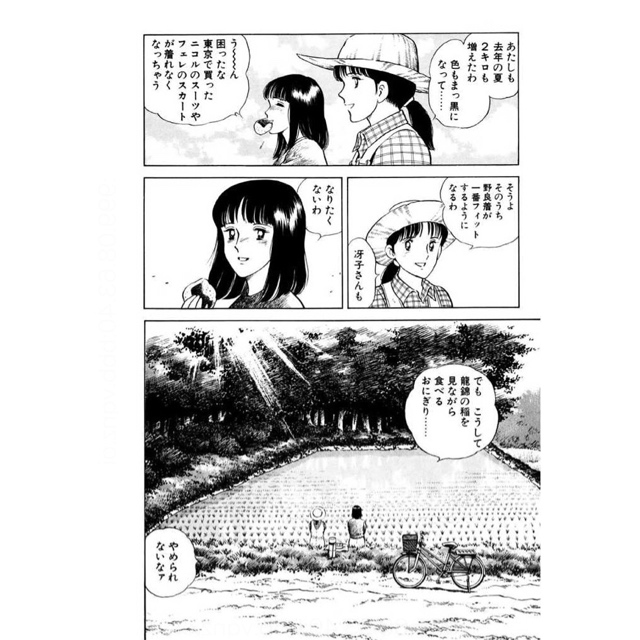 あたしも
去年の夏
2キロも
増えたわ
色もまっ黒に
なって……
う〜〜〜ん
困ったな
東京で買った
ニコルのスーツや
フェレのスカート
が着れなく
なっちゃう
そうよ
そのうち
野良着が
一番フィット
するように
なるわ
冴子さんも
なりたく
ないわ
でも こうして
龍錦の稲を
見ながら
食べる
おにぎり……
やめられ
ないなァ